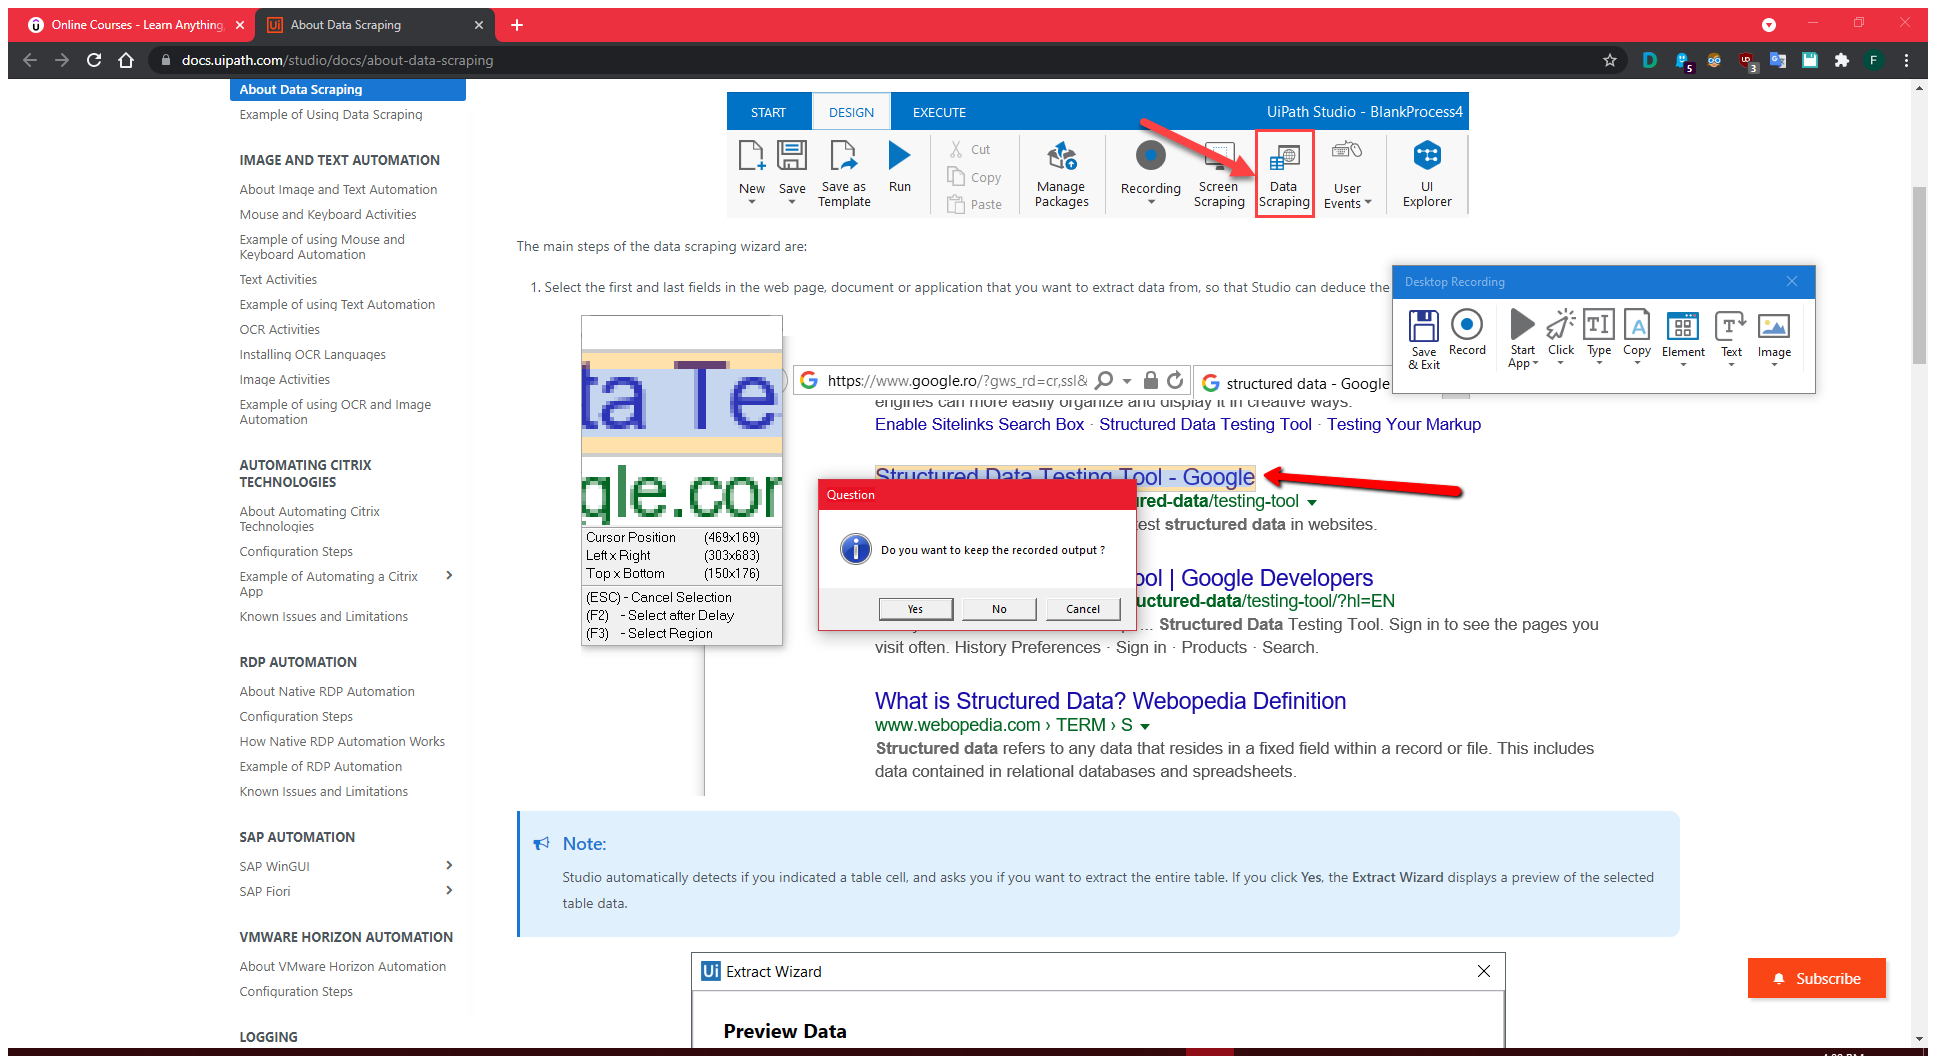 Online Courses - Learn Anything,
About Data Scraping
docs.uipath.com/studio/docs/about-data-scraping
5
3
F
About Data Scraping
Example of Using Data Scraping
IMAGE AND TEXT AUTOMATION
About Image and Text Automation
Mouse and Keyboard Activities
Example of using Mouse and
Keyboard Automation
Text Activities
Example of using Text Automation
OCR Activities
Installing OCR Languages
Image Activities
Example of using OCR and Image
Automation
AUTOMATING CITRIX
TECHNOLOGIES
About Automating Citrix
Technologies
Configuration Steps
Example of Automating a Citrix
App
Known Issues and Limitations
RDP AUTOMATION
About Native RDP Automation
Configuration Steps
How Native RDP Automation Works
Example of RDP Automation
Known Issues and Limitations
SAP AUTOMATION
SAP WinGUI
SAP Fiori
VMWARE HORIZON AUTOMATION
About VMware Horizon Automation
Configuration Steps
LOGGING
START DESIGN EXECUTE UiPath Studio - BlankProcess4
New Save Save as Template Run
Cut
Copy
Paste
Manage Packages Recording Screen Scraping Data Scraping User Events UI Explorer
The main steps of the data scraping wizard are:
1. Select the first and last fields in the web page, document or application that you want to extract data from, so that Studio can deduce the
Desktop Recording
Save & Exit Record Start App Click Type Copy Element Text Image
ta Te
gle.cor
Cursor Position (469x169)
Left x Right (303x683)
Top x Bottom (150x176)
(ESC) - Cancel Selection
(F2) - Select after Delay
(F3) - Select Region
https://www.google.ro/?gws_rd=cr,ssl&
structured data - Google
engines can more easily organize and display it in creative ways.
Enable Sitelinks Search Box · Structured Data Testing Tool · Testing Your Markup
Structured Data Testing Tool - Google
ured-data/testing-tool
test structured data in websites.
Question
Do you want to keep the recorded output ?
Yes No Cancel
ool | Google Developers
uctured-data/testing-tool/?hl=EN
... Structured Data Testing Tool. Sign in to see the pages you
visit often. History Preferences · Sign in · Products · Search.
What is Structured Data? Webopedia Definition
www.webopedia.com › TERM › S
Structured data refers to any data that resides in a fixed field within a record or file. This includes
data contained in relational databases and spreadsheets.
Note:
Studio automatically detects if you indicated a table cell, and asks you if you want to extract the entire table. If you click Yes, the Extract Wizard displays a preview of the selected
table data.
Ui Extract Wizard
Preview Data
Subscribe